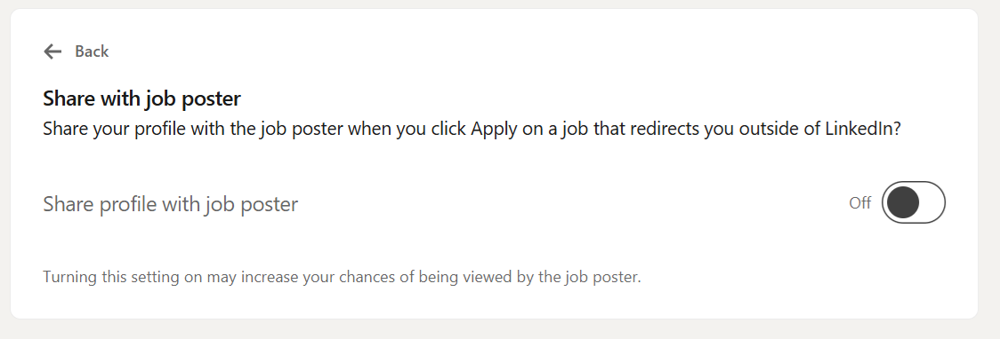 Back
Share with job poster
Share your profile with the job poster when you click Apply on a job that redirects you outside of LinkedIn?
Share profile with job poster
Off
Turning this setting on may increase your chances of being viewed by the job poster.